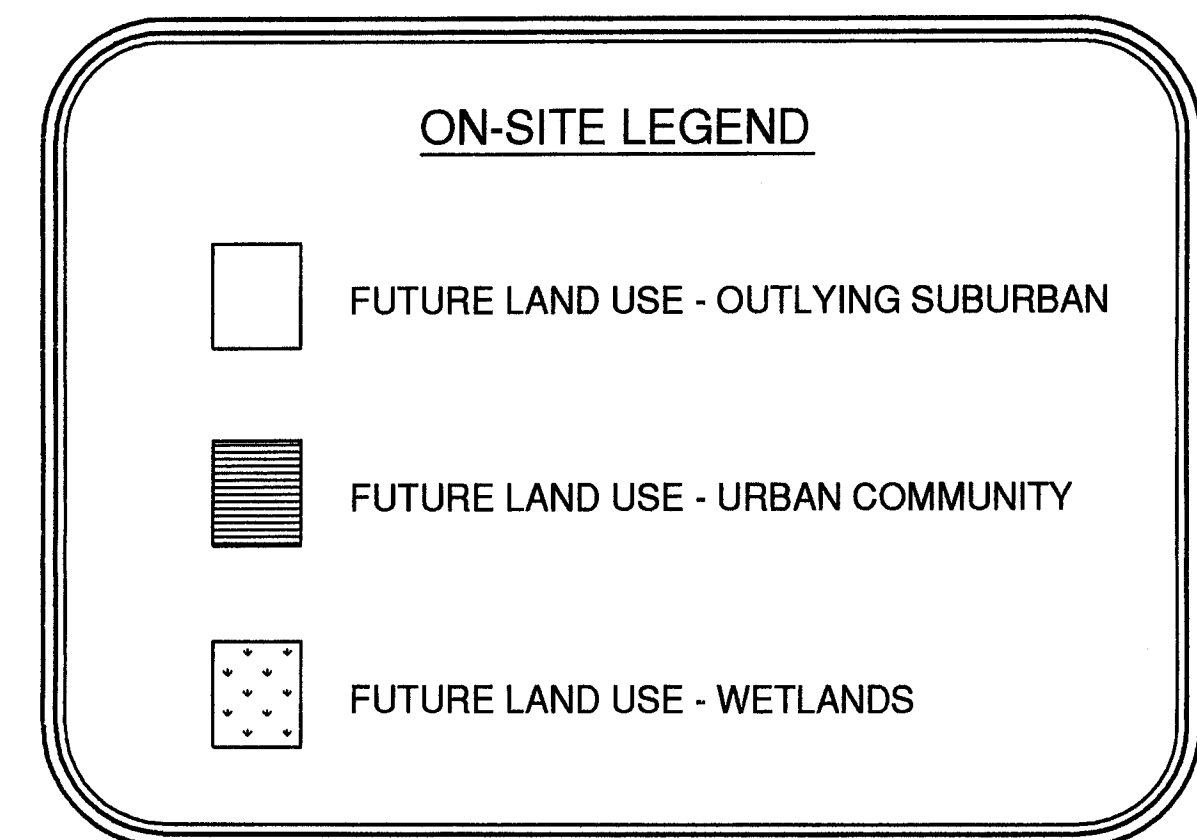 ON-SITE LEGEND
FUTURE LAND USE - OUTLYING SUBURBAN
FUTURE LAND USE - URBAN COMMUNITY
FUTURE LAND USE - WETLANDS